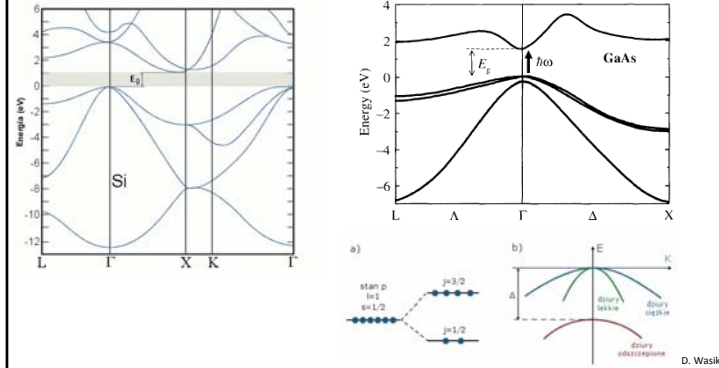 6
4
2
0
-2
-4
-6
-8
-10
-12
Energia (eV)
Eg
Si
L
Γ
X
K
Γ
4
2
0
−2
−4
−6
Energy (eV)
Eg
ħω
GaAs
L
Λ
Γ
Δ
X
a)
stan p
l=1
s=1/2
j=3/2
j=1/2
b)
E
K
Δ
dziury
lekkie
dziury
ciężkie
dziury
odszczepione
D. Wasik